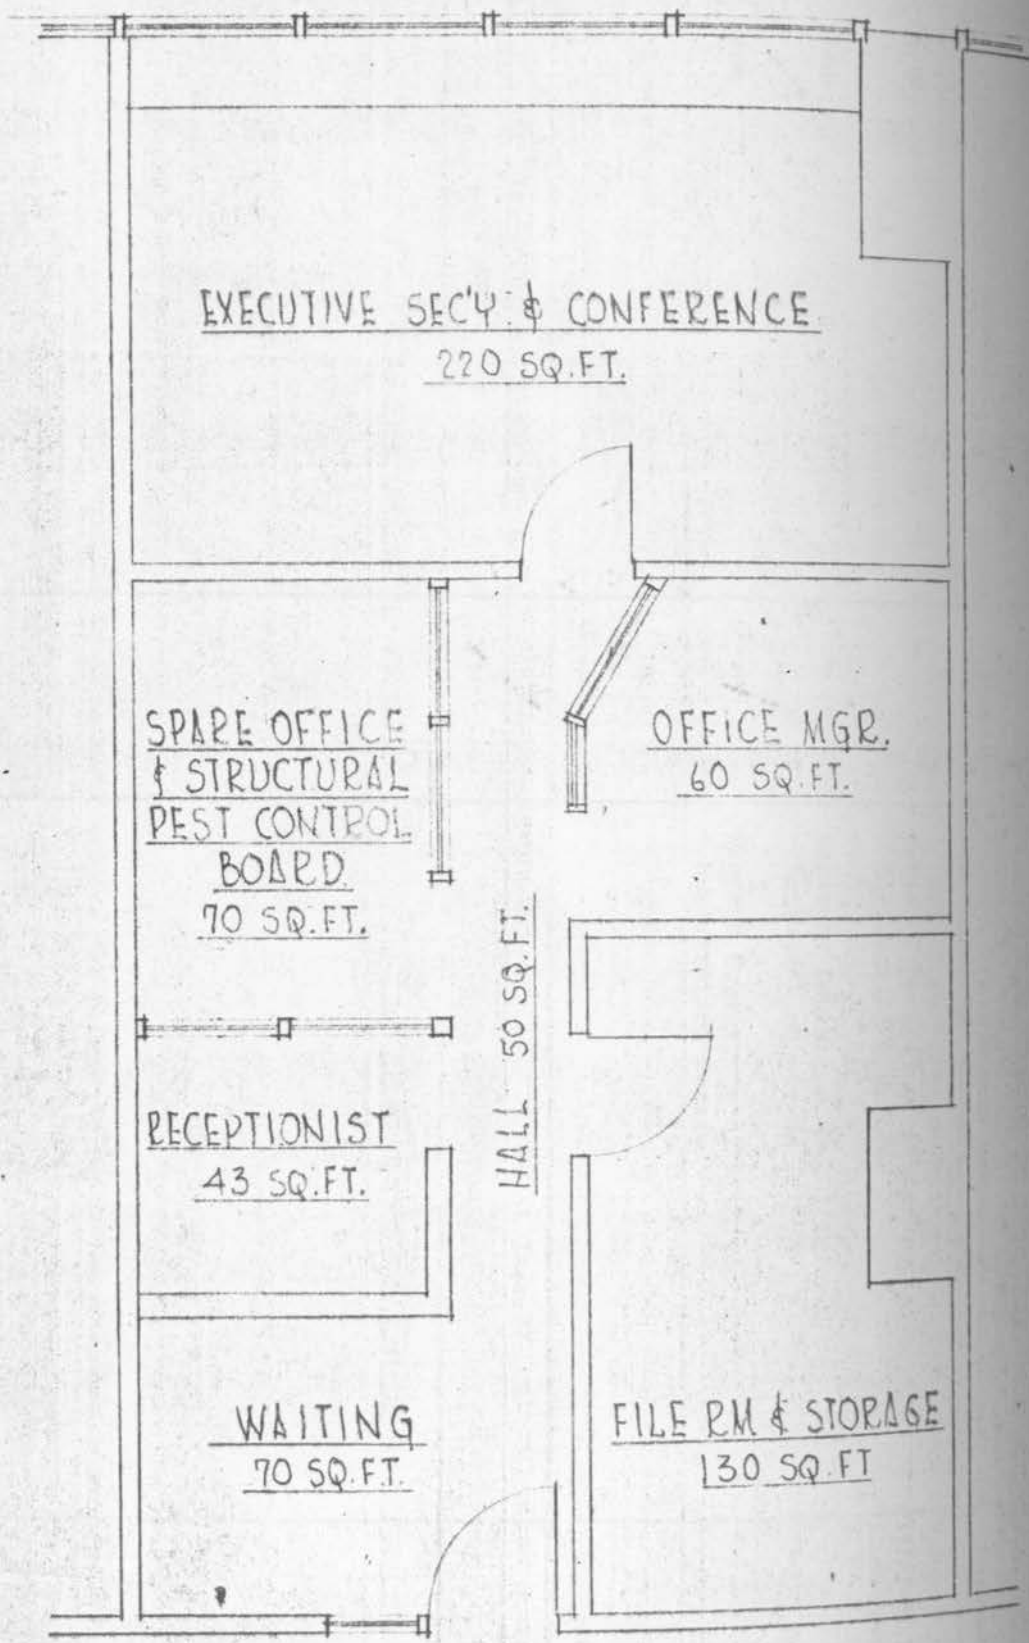 EXECUTIVE SEC'Y. & CONFERENCE
220 SQ.FT.
SPARE OFFICE
& STRUCTURAL
PEST CONTROL
BOARD
70 SQ.FT.
OFFICE MGR.
60 SQ.FT.
HALL 50 SQ.FT.
RECEPTIONIST
43 SQ.FT.
WAITING
70 SQ.FT.
FILE RM & STORAGE
130 SQ.FT